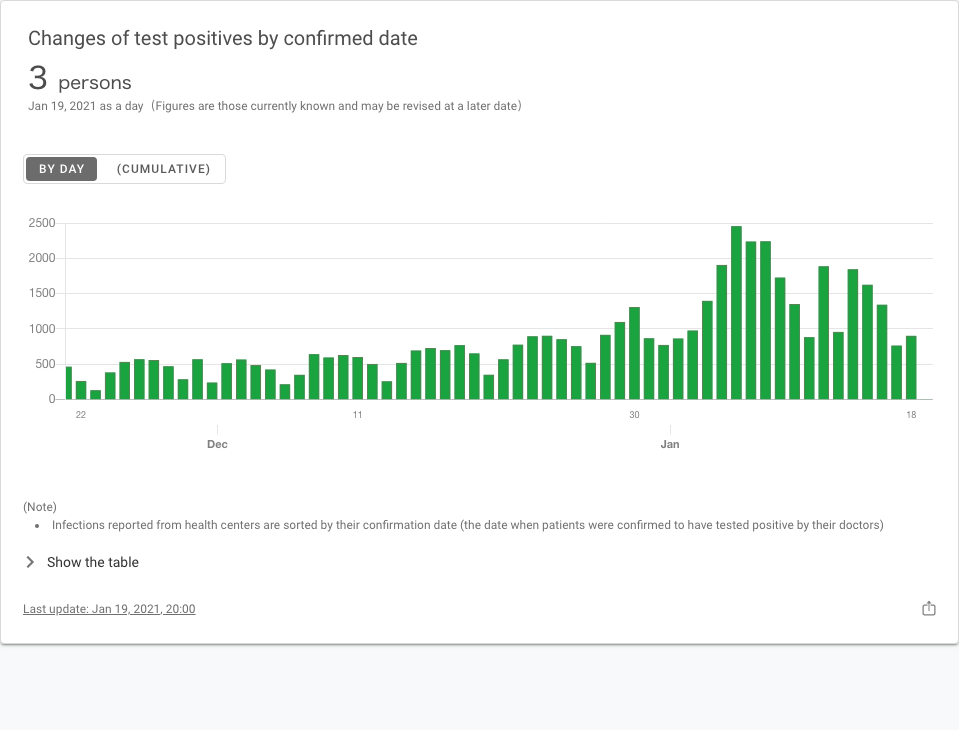 Changes of test positives by confirmed date
3 persons
Jan 19, 2021 as a day（Figures are those currently known and may be revised at a later date）
BY DAY (CUMULATIVE)
2500
2000
1500
1000
500
0
22 11 30 18
Dec Jan
(Note)
• Infections reported from health centers are sorted by their confirmation date (the date when patients were confirmed to have tested positive by their doctors)
Show the table
Last update: Jan 19, 2021, 20:00